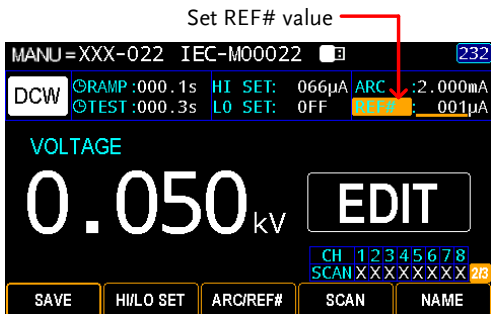 Set REF# value
MANU=XXX-022 IEC-M00022 232
DCW RAMP:000.1s HI SET: 066µA ARC :2.000mA
TEST:000.3s LO SET: OFF REF# : 001µA
VOLTAGE
0.050kV EDIT
CH 1 2 3 4 5 6 7 8
SCAN X X X X X X X X 2/3
SAVE HI/LO SET ARC/REF# SCAN NAME